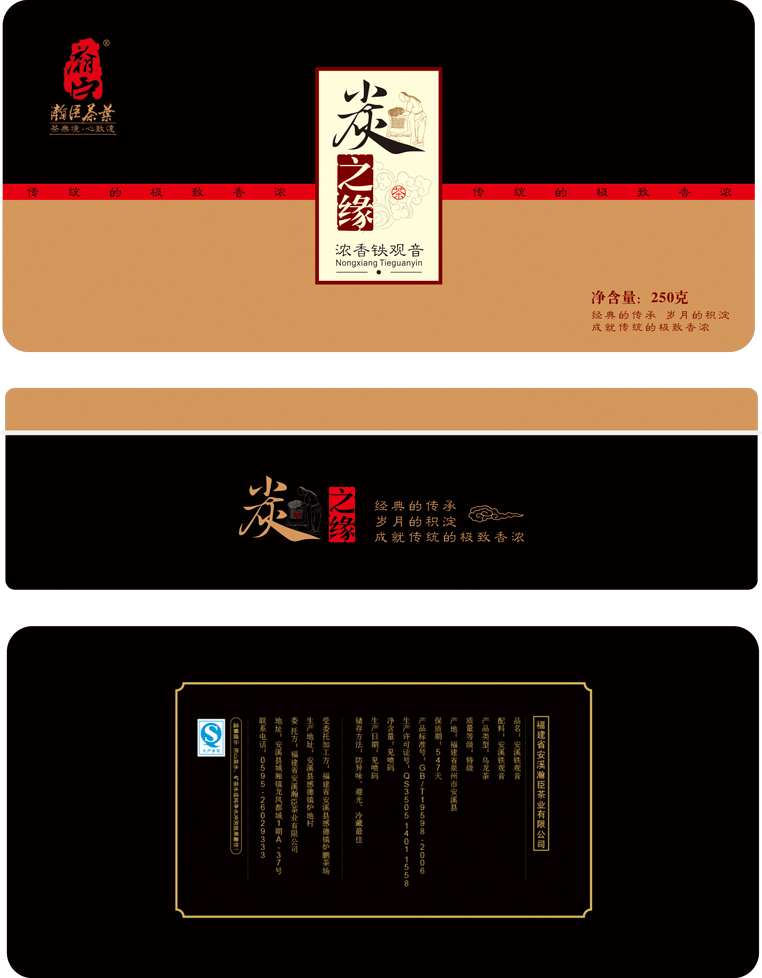 瀚臣
®
瀚臣茶葉
茶無境·心致遠
炭
之缘
茶
浓香铁观音
Nongxiang Tieguanyin
传统的极致香浓
传统的极致香浓
净含量：250克
经典的传承 岁月的积淀
成就传统的极致香浓
炭
之缘
经典的传承
岁月的积淀
成就传统的极致香浓
福建省安溪瀚臣茶业有限公司
品名：安溪铁观音
配料：安溪铁观音
产品类型：乌龙茶
质量等级：特级
产地：福建省泉州市安溪县
保质期：547天
产品标准号：GB/T19598-2006
生产许可证号：QS3505 1401 1558
净含量：见喷码
生产日期：见喷码
储存方法：防异味、避光、冷藏最佳
受委托加工方：福建省安溪县感德镇炉鹏茶场
生产地址：安溪县感德镇炉地村
委 托方：福建省安溪瀚臣茶业有限公司
地址：安溪县城厢镇龙凤都城1期A-37号
联系电话：0595-26029333
QS
生产许可